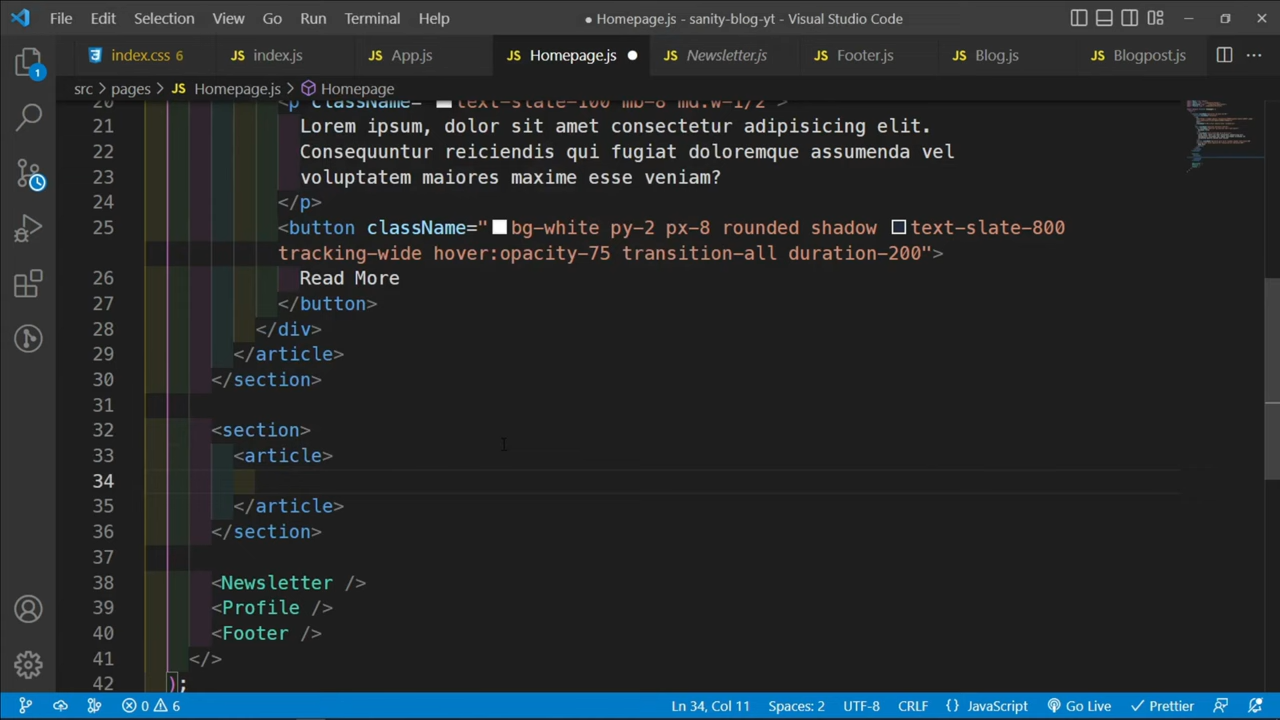 File Edit Selection View Go Run Terminal Help ● Homepage.js - sanity-blog-yt - Visual Studio Code
index.css 6 JS index.js JS App.js JS Homepage.js JS Newsletter.js JS Footer.js JS Blog.js JS Blogpost.js
src > pages > JS Homepage.js > Homepage
20 <p className=" text-slate-100 mb-8 md:w-1/2">
21 Lorem ipsum, dolor sit amet consectetur adipisicing elit.
22 Consequuntur reiciendis qui fugiat doloremque assumenda vel
23 voluptatem maiores maxime esse veniam?
24 </p>
25 <button className="bg-white py-2 px-8 rounded shadow text-slate-800
tracking-wide hover:opacity-75 transition-all duration-200">
26 Read More
27 </button>
28 </div>
29 </article>
30 </section>
31
32 <section>
33 <article>
34
35 </article>
36 </section>
37
38 <Newsletter />
39 <Profile />
40 <Footer />
41 </>
42 );
1
0 6 Ln 34, Col 11 Spaces: 2 UTF-8 CRLF {} JavaScript Go Live Prettier